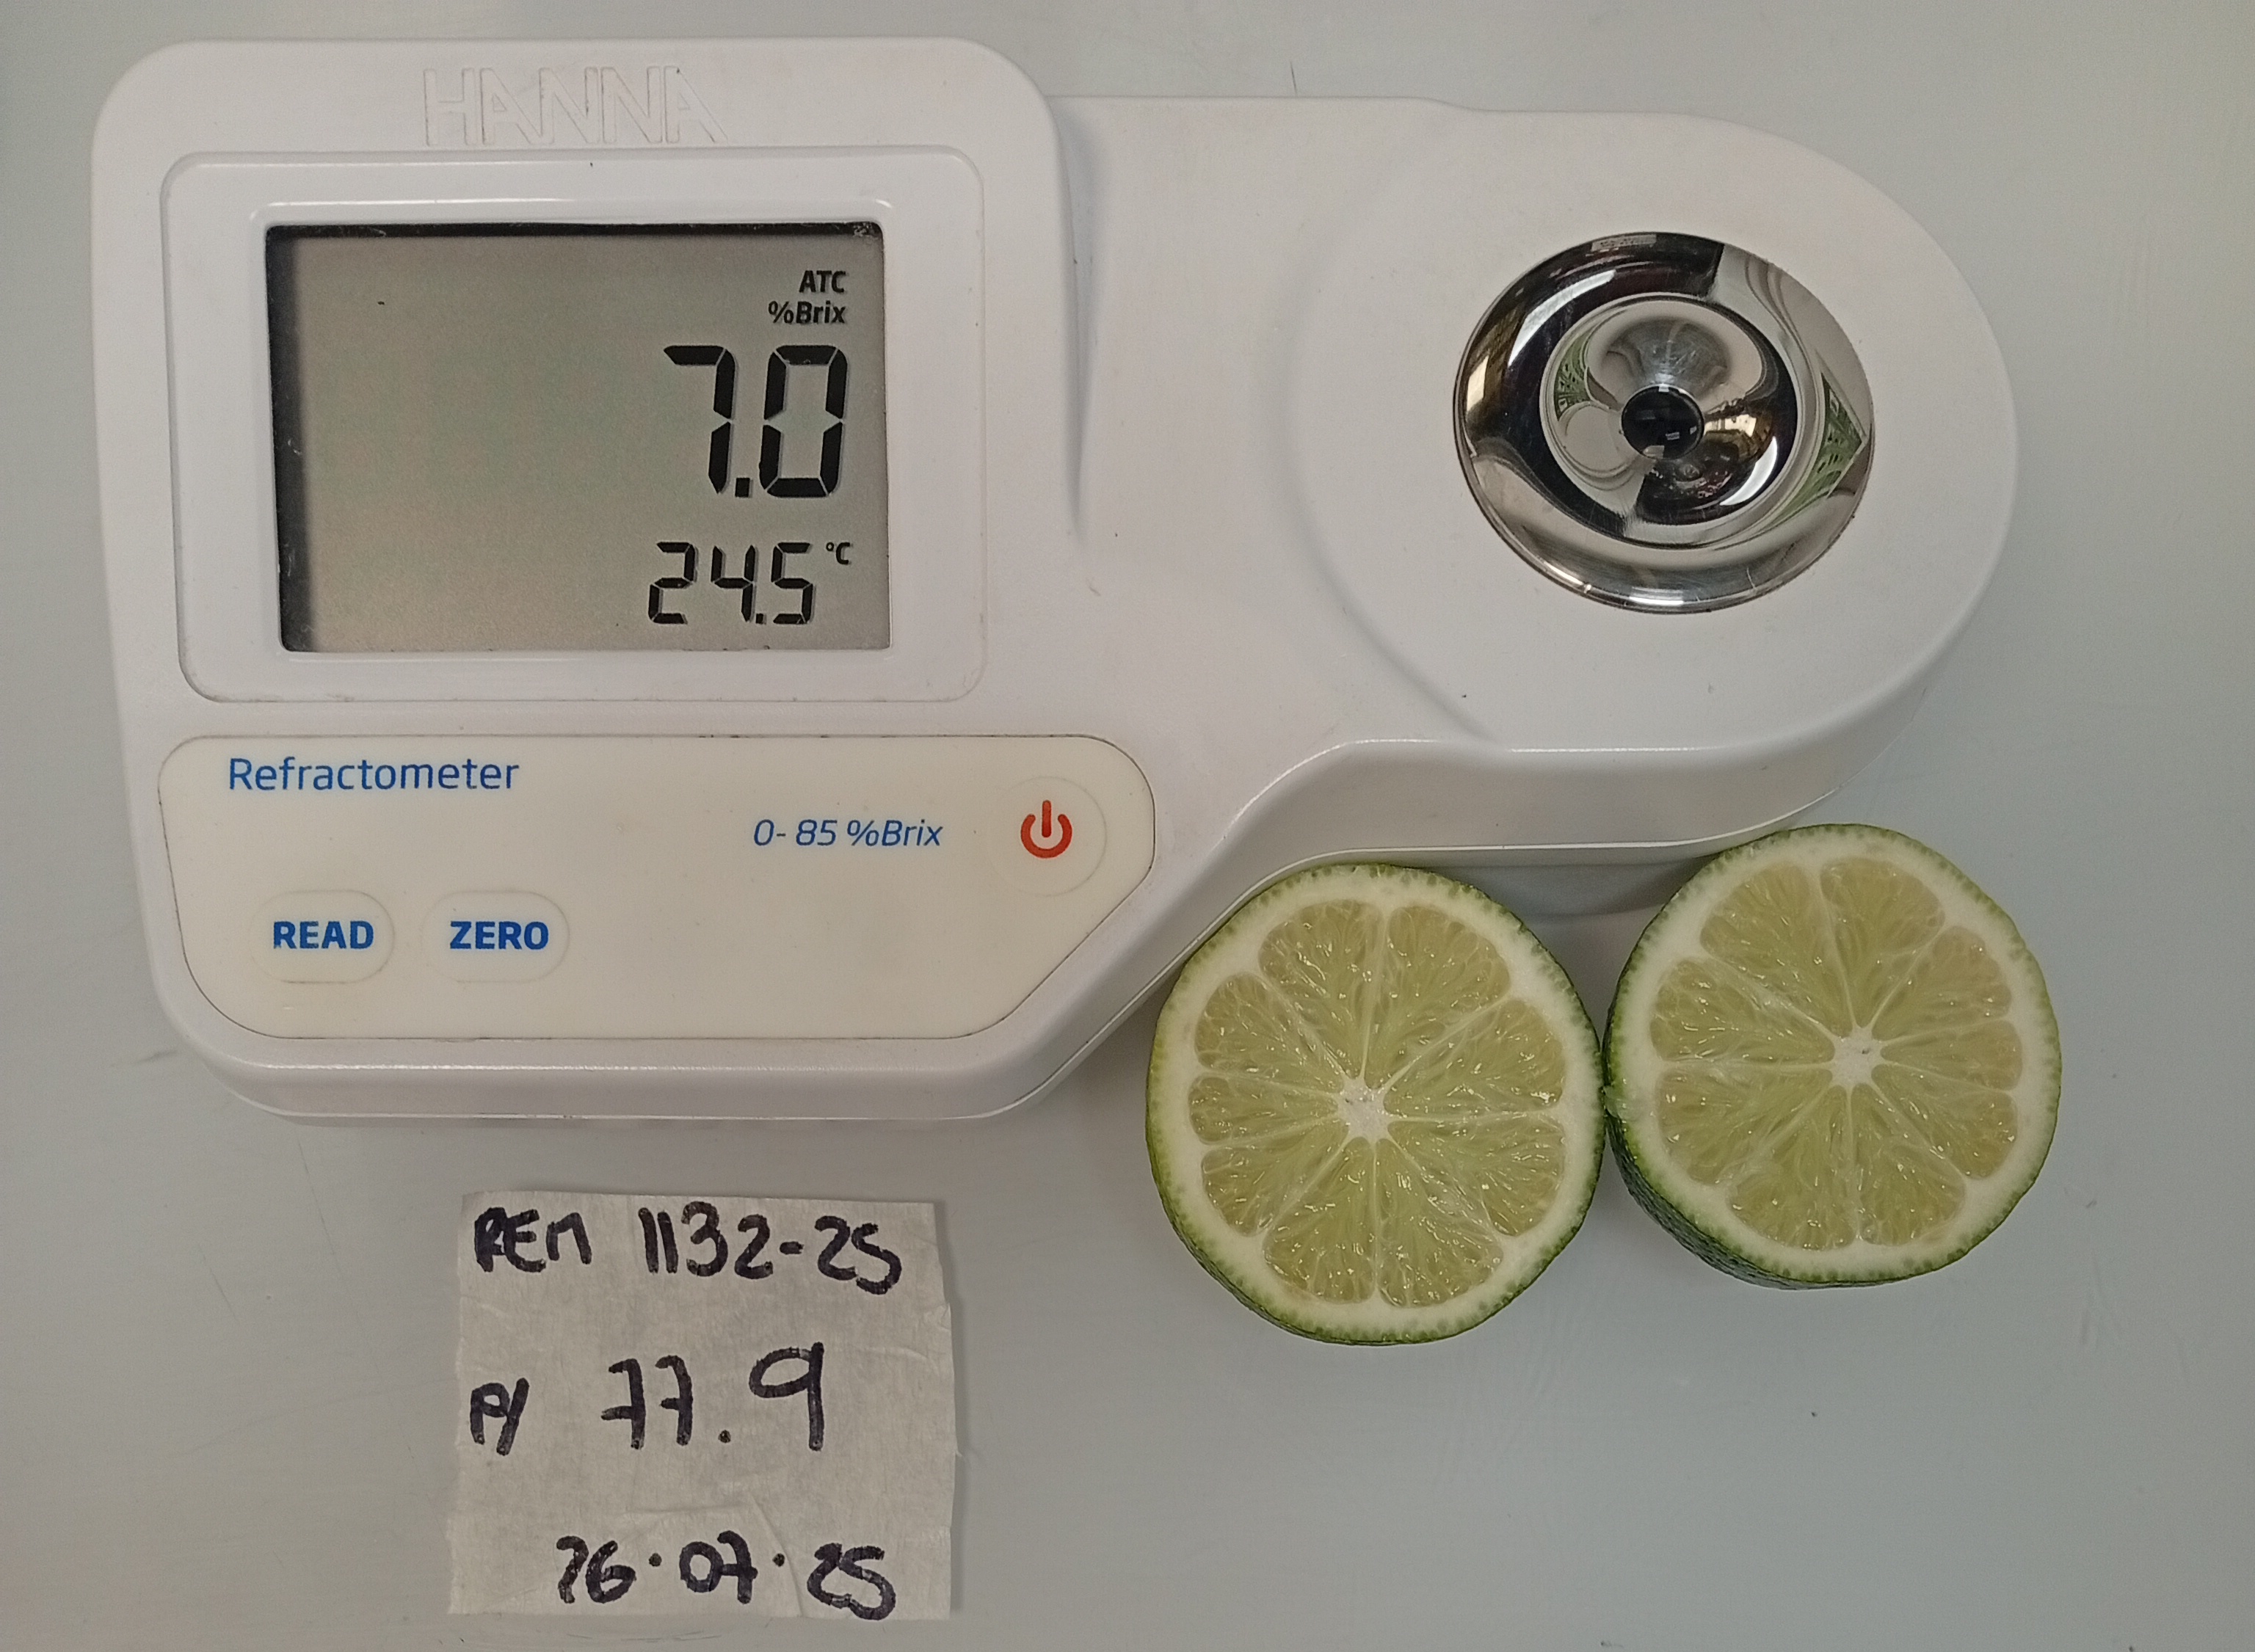 HANNA
ATC
%Brix
7.0
24.5 °C
Refractometer
0-85 %Brix
READ ZERO
REM 1132-25
P/ 77.9
26.07.25